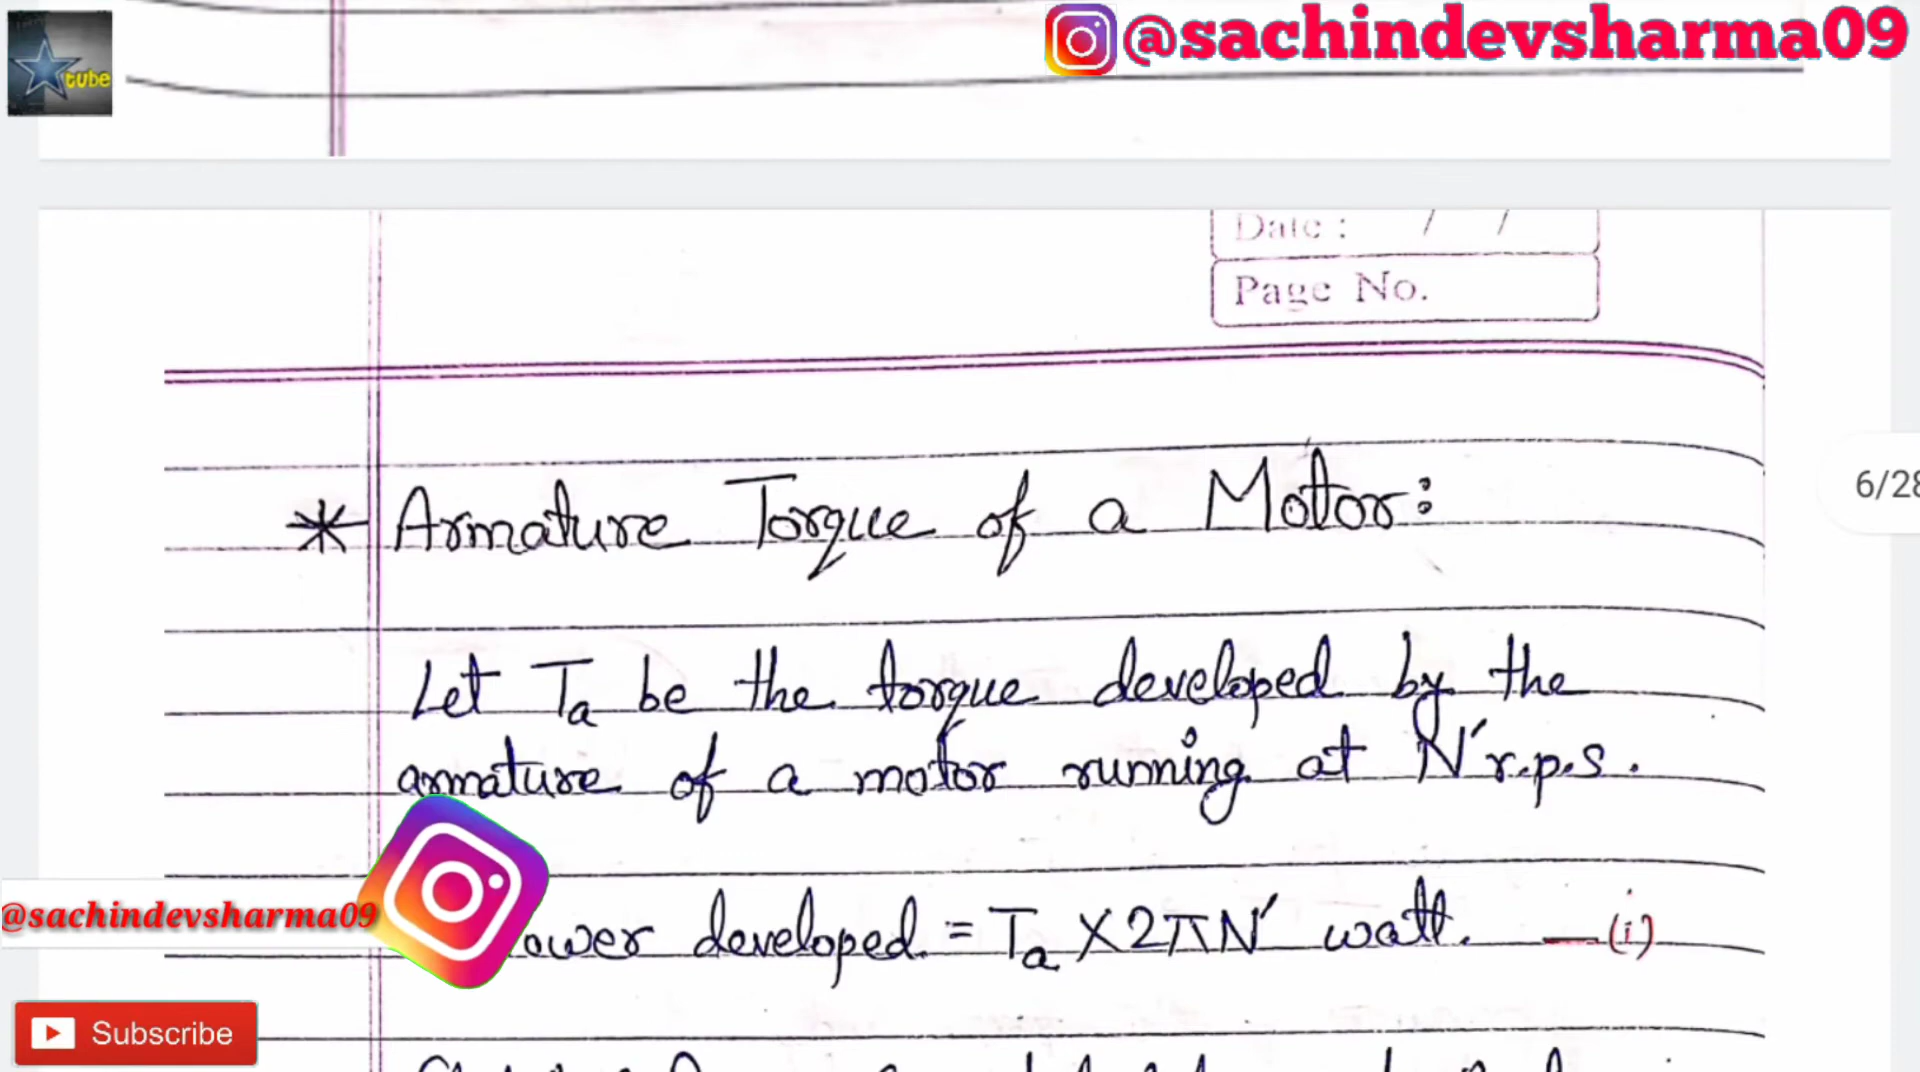 tube
@sachindevsharma09
Date : / /
Page No.
6/28
* Armature Torque of a Motor:
Let Ta be the torque developed by the
armature of a motor running at N' r.p.s.
@sachindevsharma09
ower developed = Ta × 2πN' watt. —(i)
Subscribe